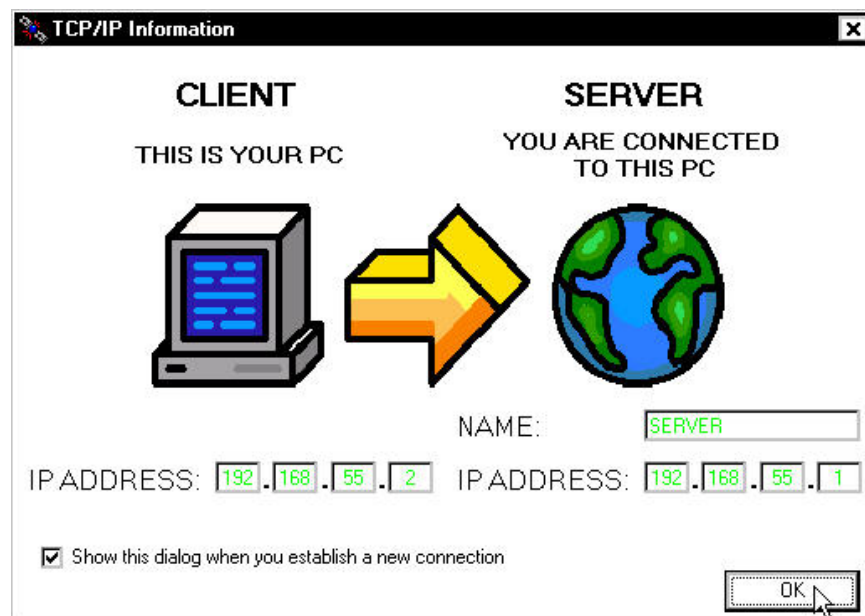 TCP/IP Information
CLIENT
SERVER
THIS IS YOUR PC
YOU ARE CONNECTED
TO THIS PC
NAME: SERVER
IP ADDRESS: 192.168.55.2
IP ADDRESS: 192.168.55.1
Show this dialog when you establish a new connection
OK